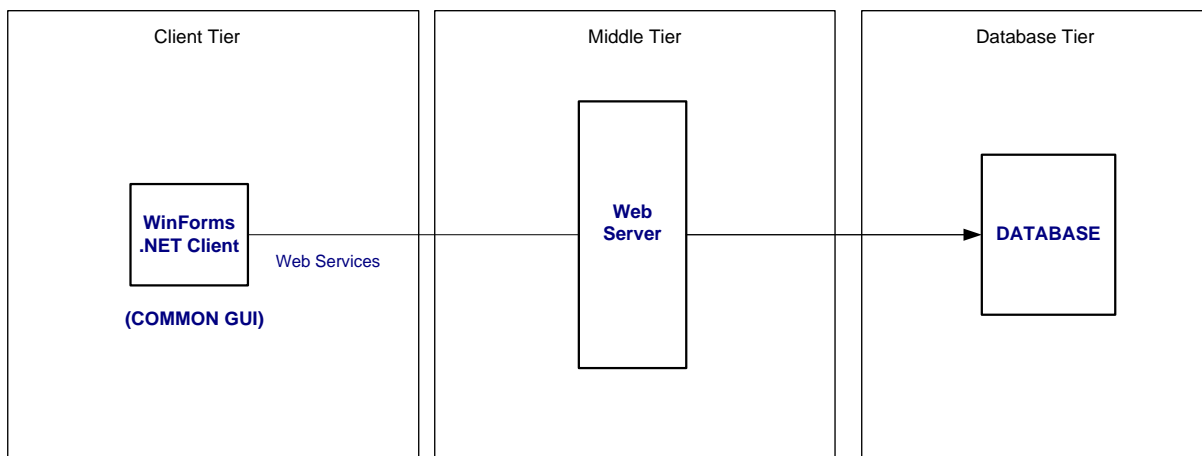 Client Tier
Middle Tier
Database Tier
WinForms
.NET Client
Web Services
(COMMON GUI)
Web
Server
DATABASE